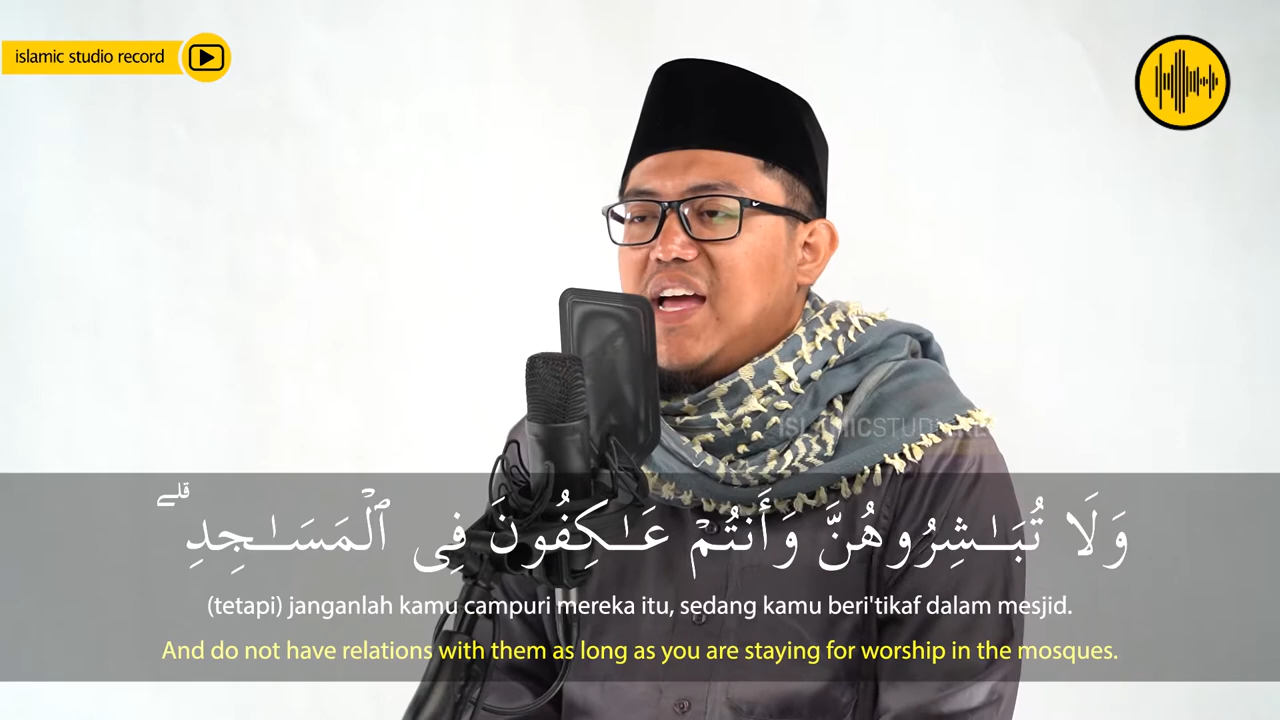 islamic studio record
ISLAMICSTUDIO
وَلَا تُبَـٰشِرُوهُنَّ وَأَنتُمۡ عَـٰكِفُونَ فِى ٱلۡمَسَـٰجِدِۗ
(tetapi) janganlah kamu campuri mereka itu, sedang kamu beri'tikaf dalam mesjid.
And do not have relations with them as long as you are staying for worship in the mosques.